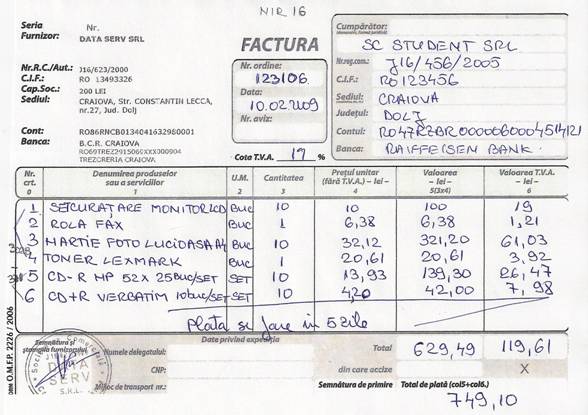 NIR 16
Seria Nr.
Furnizor: DATA SERV SRL
FACTURA
Nr.R.C./Aut.: J16/623/2000
C.I.F.: RO 13493326
Cap.Soc.: 200 LEI
Sediul: CRAIOVA, Str. CONSTANTIN LECCA,
nr.27, Jud. Dolj
Cont: RO86RNCB0134041632980001
Banca: B.C.R. CRAIOVA
RO69TREZ2915069XXX000904
TREZORERIA CRAIOVA
Nr. ordine:
123106
Data:
10.02.2009
Nr. aviz:
Cota T.V.A. 19 %
Cumpărător:
SC STUDENT SRL
Nr.reg.com.: J16/456/2005
C.I.F.: RO123456
Sediul: CRAIOVA
Județul: DOLJ
Contul: RO47RZBR0000060004514121
Banca: RAIFFEISEN BANK.
Nr. crt. Denumirea produselor sau a serviciilor U.M. Cantitatea Prețul unitar (fără T.V.A.) – lei – Valoarea – lei – Valoarea T.V.A. – lei –
0 1 2 3 4 5(3x4) 6
1 SET CURATARE MONITOR LCD BUC 10 10 100 19
2 ROLA FAX BUC 1 6,38 6,38 1,21
3 HARTIE FOTO LUCIOASA A4 BUC 10 32,12 321,20 61,03
4 TONER LEXMARK BUC 1 20,61 20,61 3,92
5 CD-R HP 52X 25BUC/SET SET 10 13,93 139,30 26,47
6 CD+R VERBATIM 10BUC/SET SET 10 4,20 42,00 7,98
Plata se face in 5 zile
O.M.F.P. 2226 / 2006
Semnătura și
ștampila furnizorului
DATA
SERV
S.R.L.
Date privind expediția
Numele delegatului:
CNP:
Mijloc de transport nr.:
Total 629,49 119,61
din care accize X
Semnătura de primire Total de plată (col5+col6.)
749,10